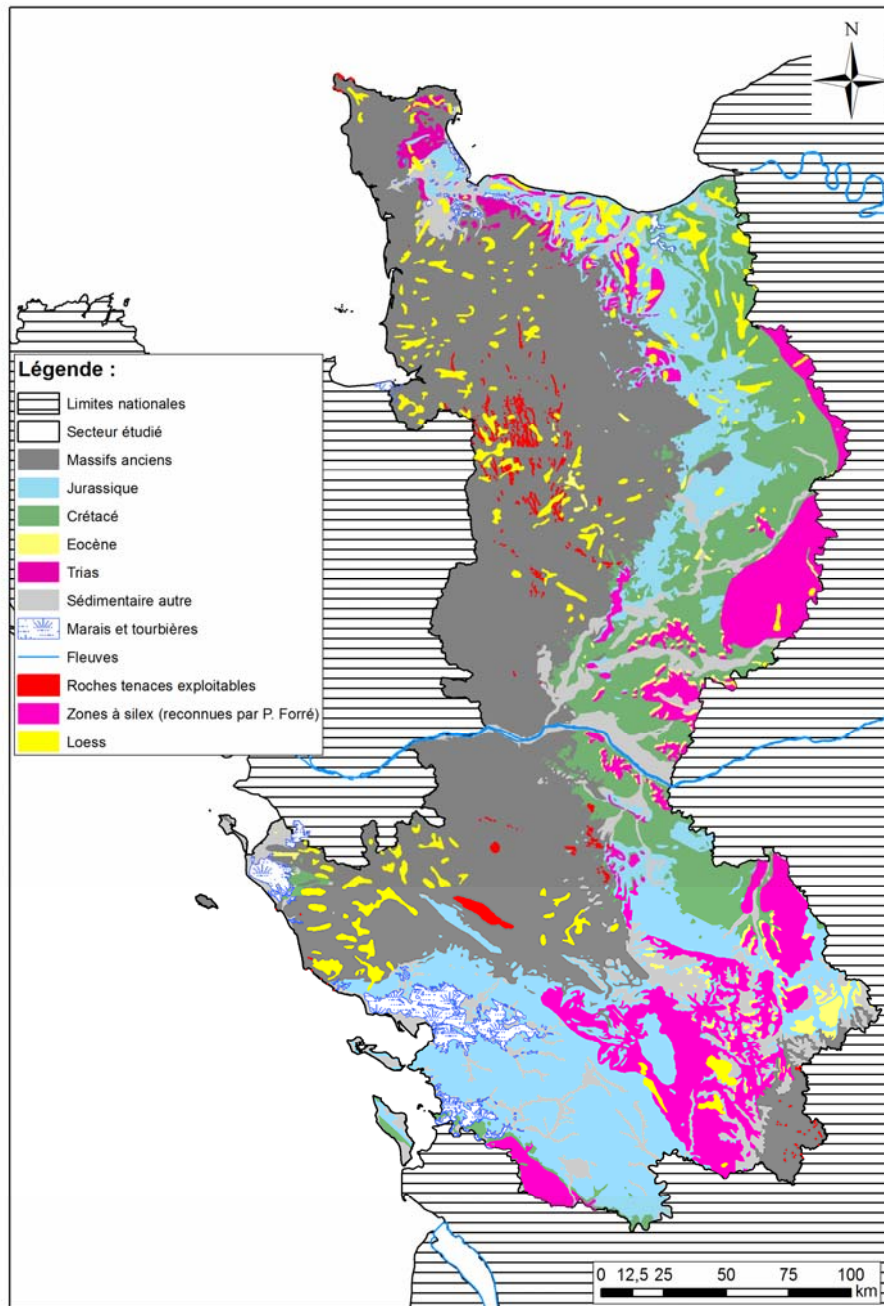 N
Légende :
Limites nationales
Secteur étudié
Massifs anciens
Jurassique
Crétacé
Eocène
Trias
Sédimentaire autre
Marais et tourbières
Fleuves
Roches tenaces exploitables
Zones à silex (reconnues par P. Forré)
Loess
0 12,5 25 50 75 100
km